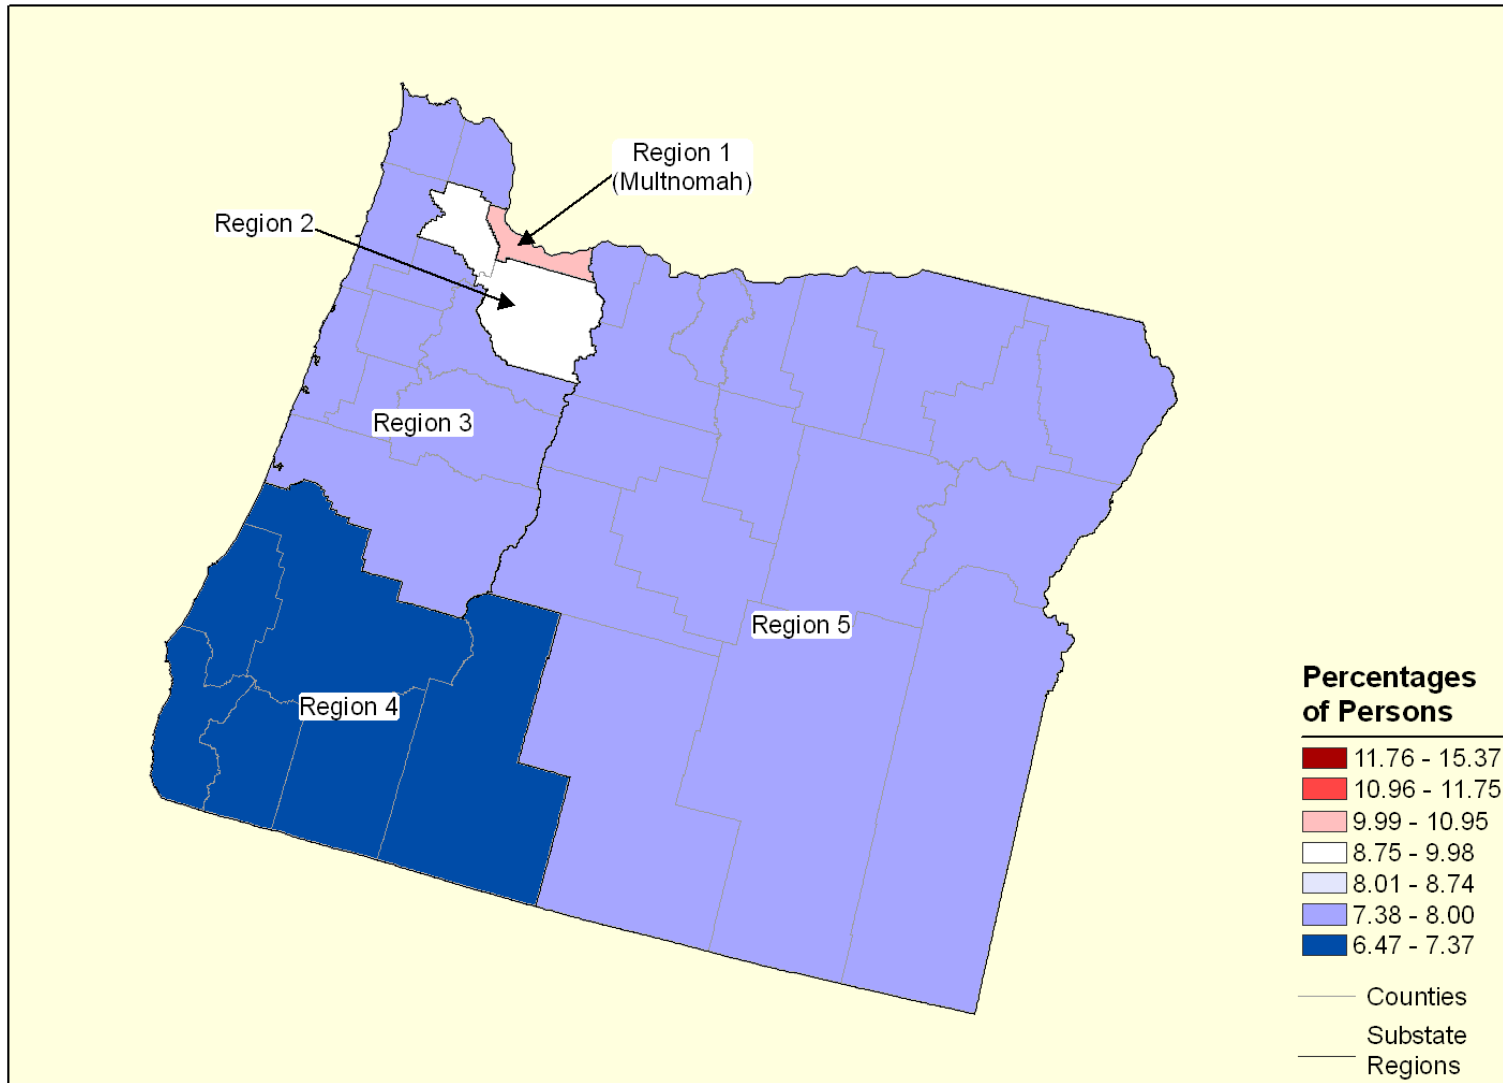 Region 1
(Multnomah)
Region 2
Region 3
Region 5
Region 4
Percentages
of Persons
11.76 - 15.37
10.96 - 11.75
9.99 - 10.95
8.75 - 9.98
8.01 - 8.74
7.38 - 8.00
6.47 - 7.37
Counties
Substate
Regions